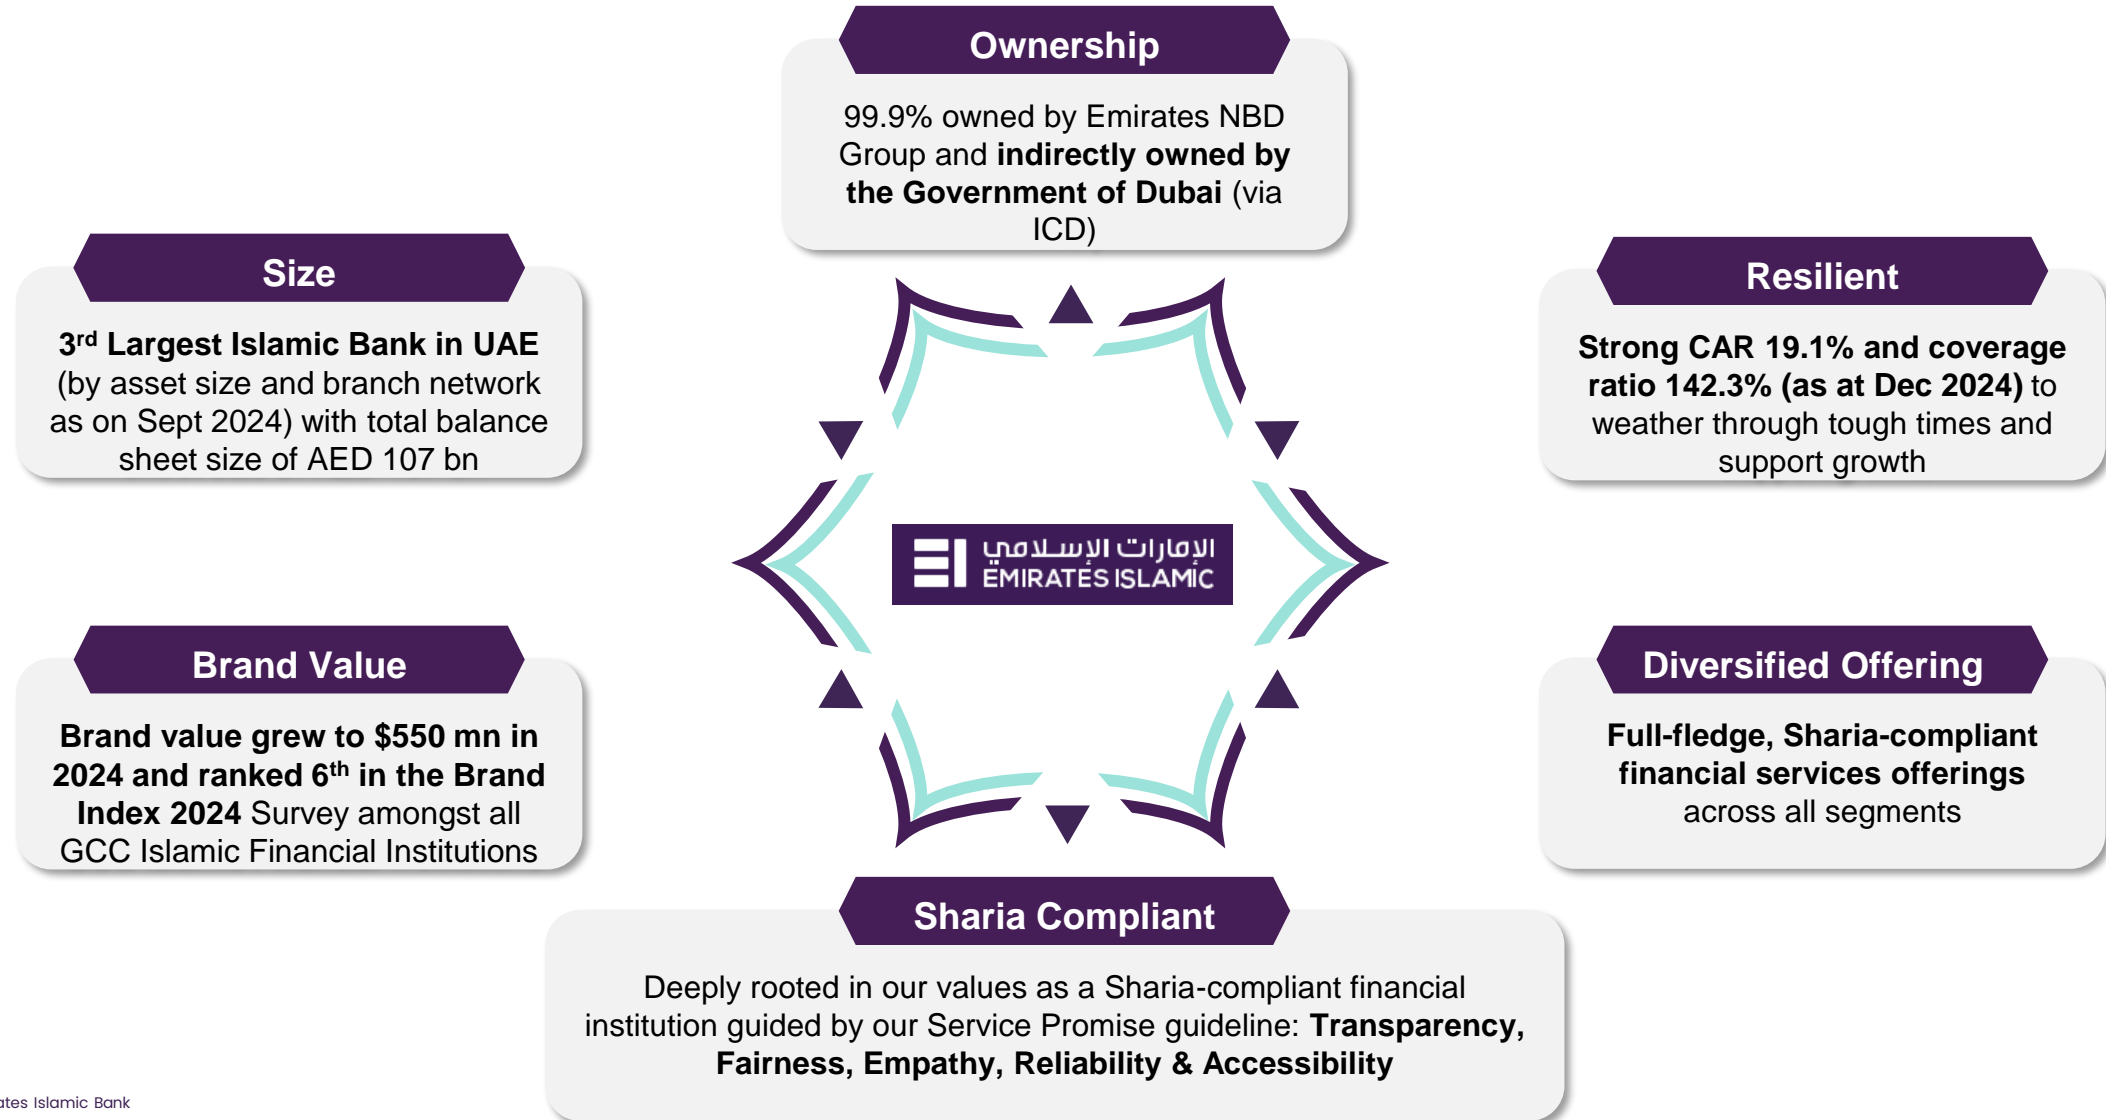 Ownership
99.9% owned by Emirates NBD
Group and indirectly owned by
the Government of Dubai (via
ICD)
Size
3rd Largest Islamic Bank in UAE
(by asset size and branch network
as on Sept 2024) with total balance
sheet size of AED 107 bn
Resilient
Strong CAR 19.1% and coverage
ratio 142.3% (as at Dec 2024) to
weather through tough times and
support growth
الإمارات الإسلامي
EMIRATES ISLAMIC
Brand Value
Brand value grew to $550 mn in
2024 and ranked 6th in the Brand
Index 2024 Survey amongst all
GCC Islamic Financial Institutions
Diversified Offering
Full-fledge, Sharia-compliant
financial services offerings
across all segments
Sharia Compliant
Deeply rooted in our values as a Sharia-compliant financial
institution guided by our Service Promise guideline: Transparency,
Fairness, Empathy, Reliability & Accessibility
Islamic Bank